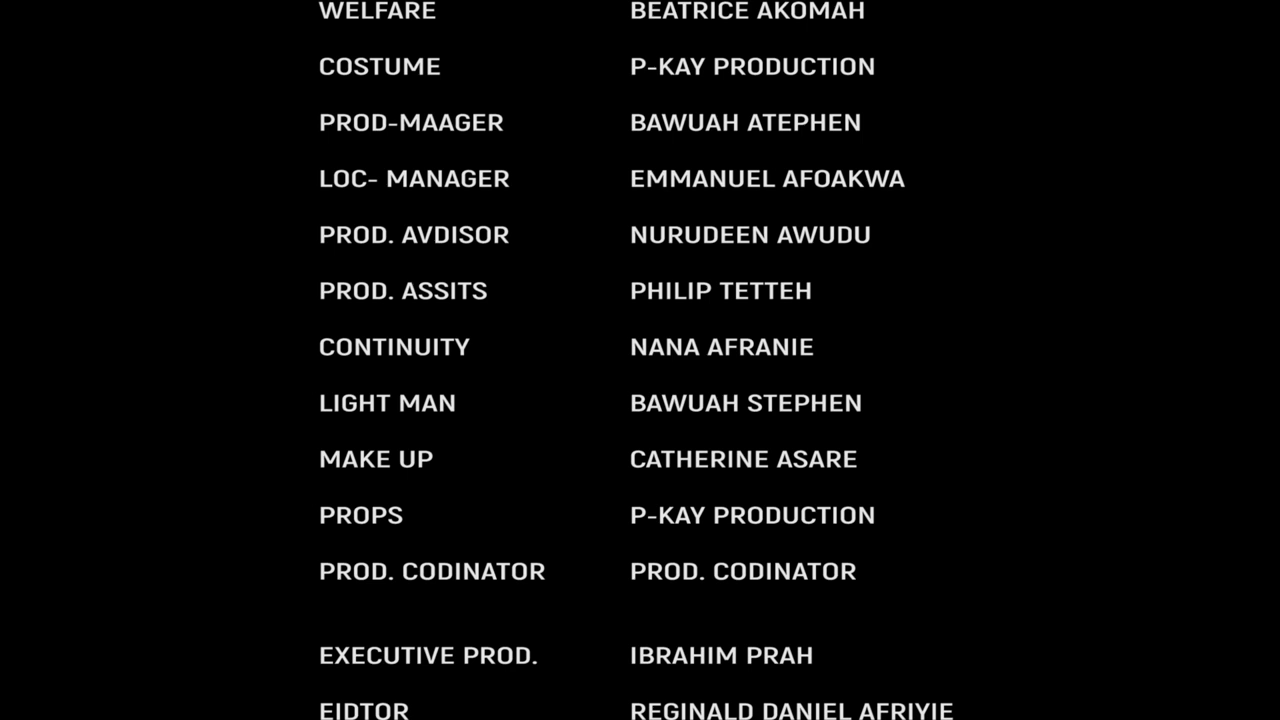 WELFARE BEATRICE AKOMAH
COSTUME P-KAY PRODUCTION
PROD-MAAGER BAWUAH ATEPHEN
LOC- MANAGER EMMANUEL AFOAKWA
PROD. AVDISOR NURUDEEN AWUDU
PROD. ASSITS PHILIP TETTEH
CONTINUITY NANA AFRANIE
LIGHT MAN BAWUAH STEPHEN
MAKE UP CATHERINE ASARE
PROPS P-KAY PRODUCTION
PROD. CODINATOR PROD. CODINATOR
EXECUTIVE PROD. IBRAHIM PRAH
EIDTOR REGINALD DANIEL AFRIYIE